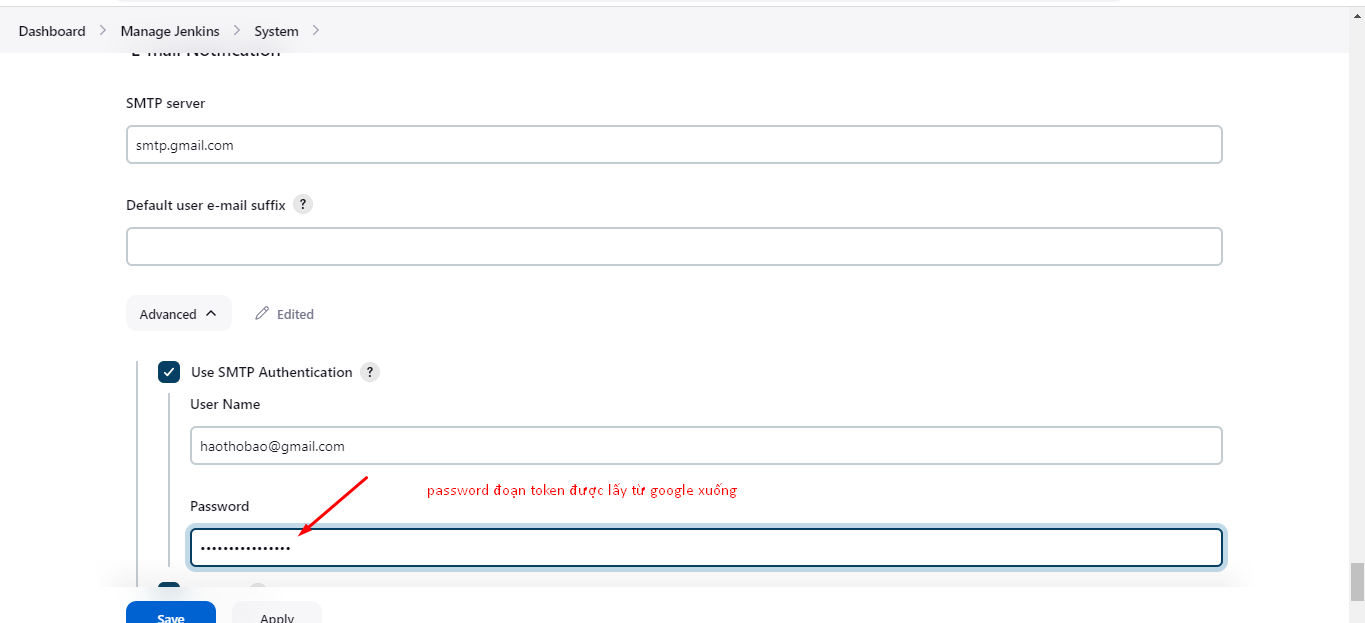 Dashboard > Manage Jenkins > System >
E-mail Notification
SMTP server
smtp.gmail.com
Default user e-mail suffix ?
Advanced Edited
Use SMTP Authentication ?
User Name
haothobao@gmail.com
password đoạn token được lấy từ google xuống
Password
••••••••••••••••
Save Apply